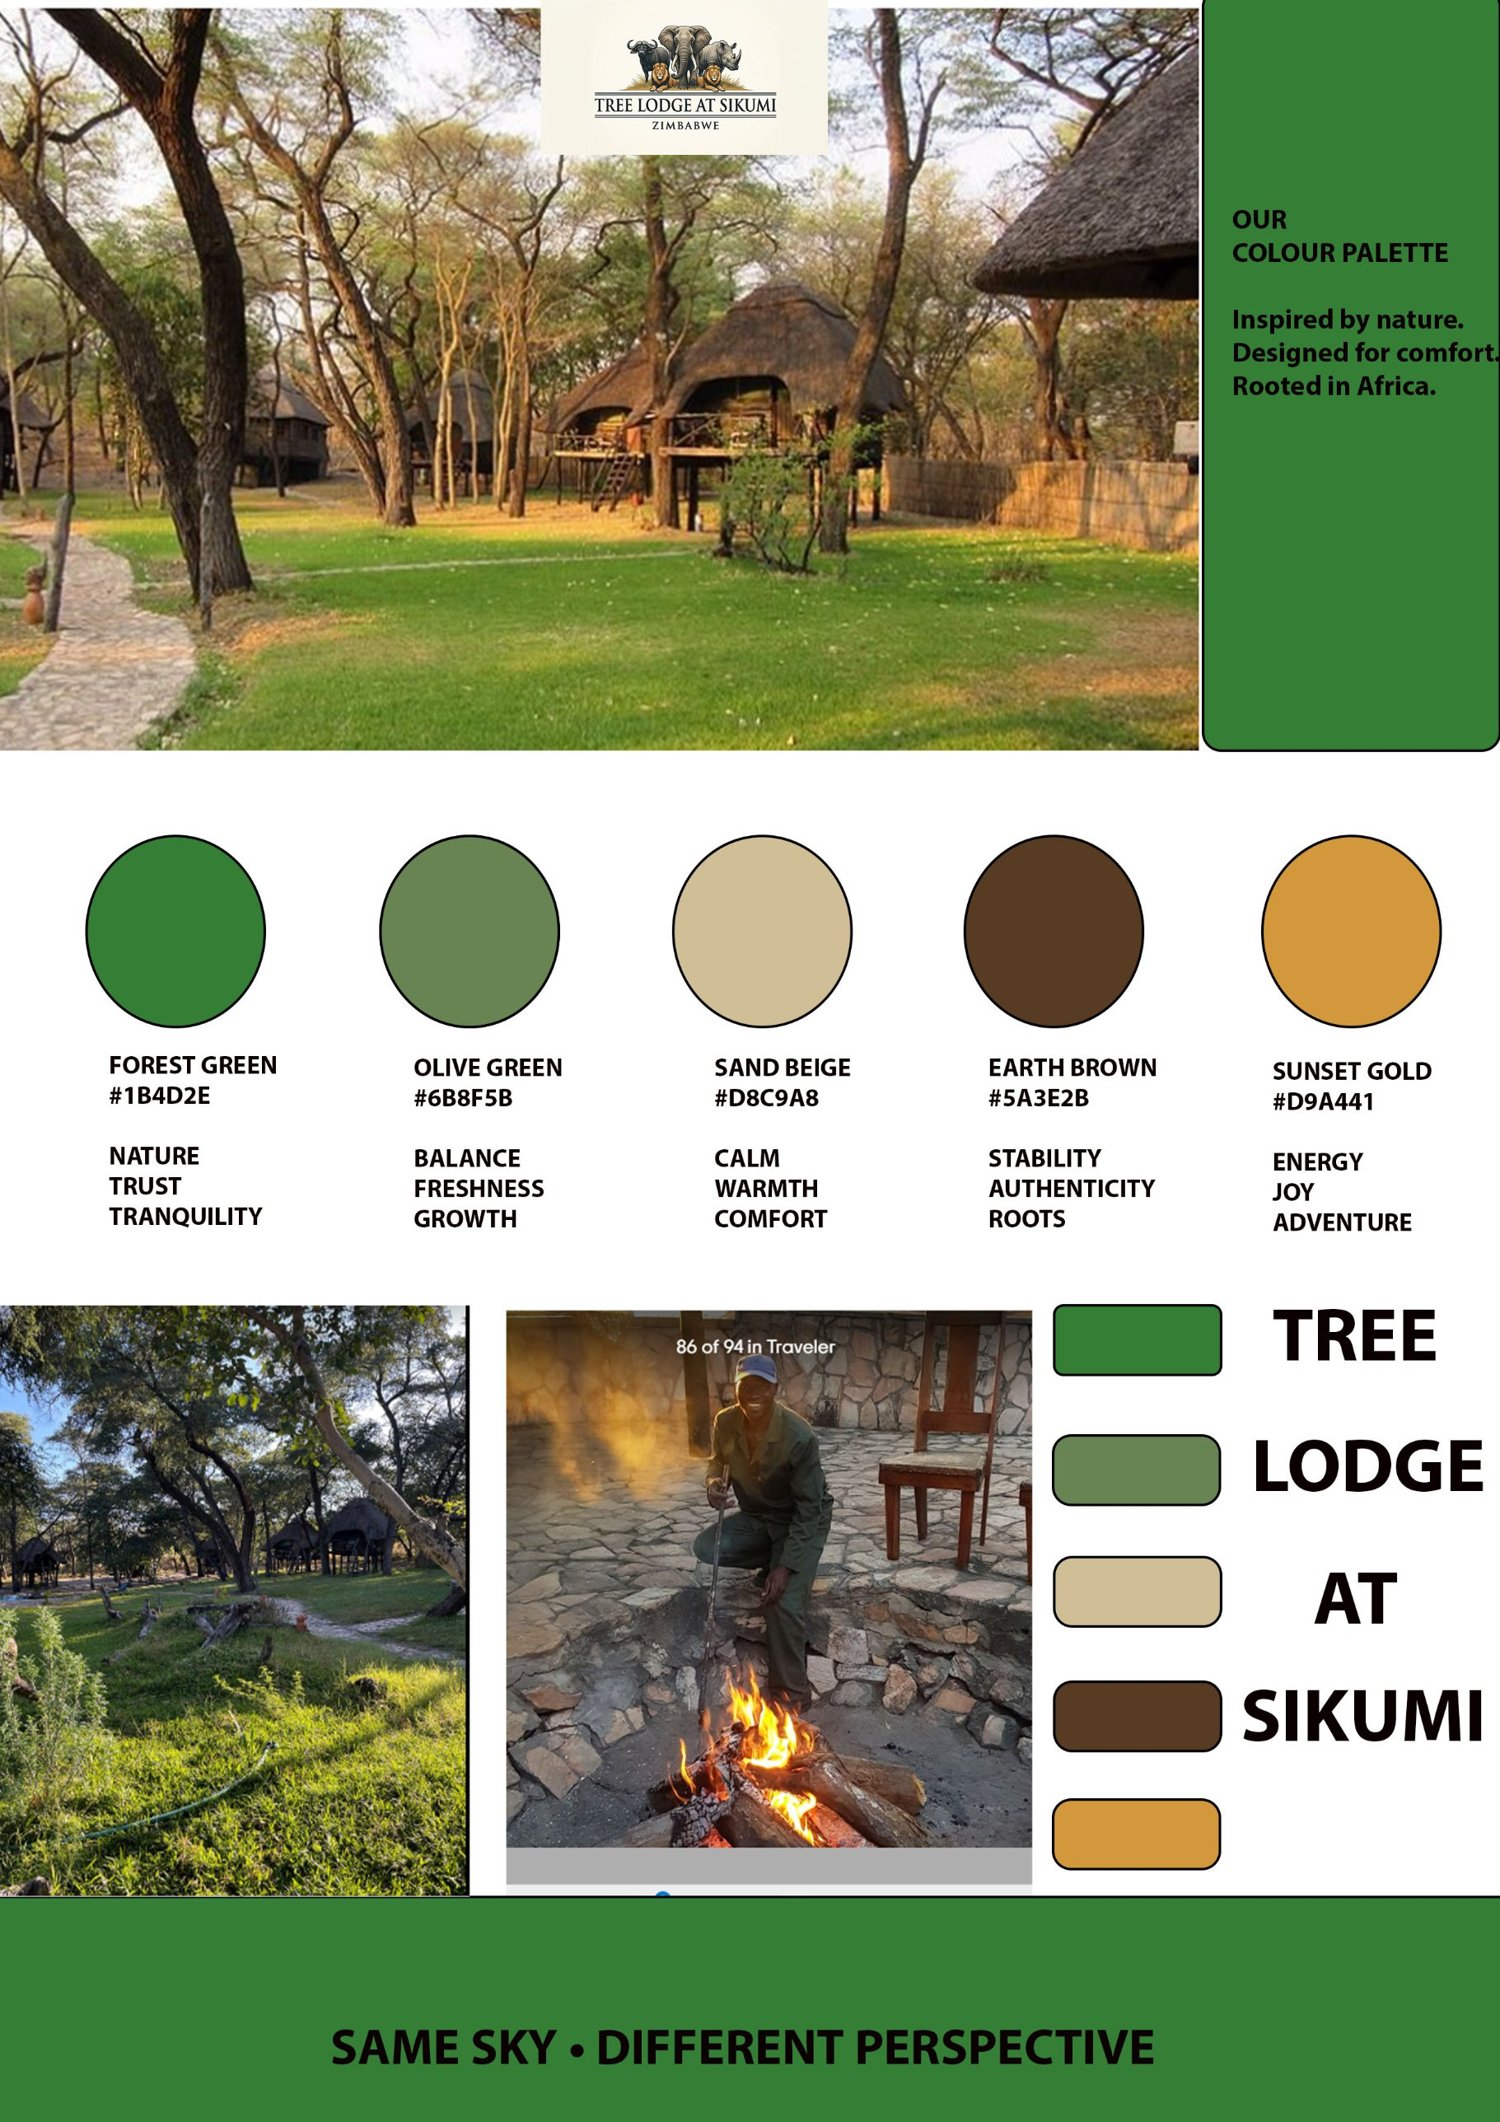 TREE LODGE AT SIKUMI
ZIMBABWE
OUR
COLOUR PALETTE
Inspired by nature.
Designed for comfort.
Rooted in Africa.
FOREST GREEN
#1B4D2E
NATURE
TRUST
TRANQUILITY
OLIVE GREEN
#6B8F5B
BALANCE
FRESHNESS
GROWTH
SAND BEIGE
#D8C9A8
CALM
WARMTH
COMFORT
EARTH BROWN
#5A3E2B
STABILITY
AUTHENTICITY
ROOTS
SUNSET GOLD
#D9A441
ENERGY
JOY
ADVENTURE
86 of 94 in Traveler
TREE
LODGE
AT
SIKUMI
SAME SKY • DIFFERENT PERSPECTIVE